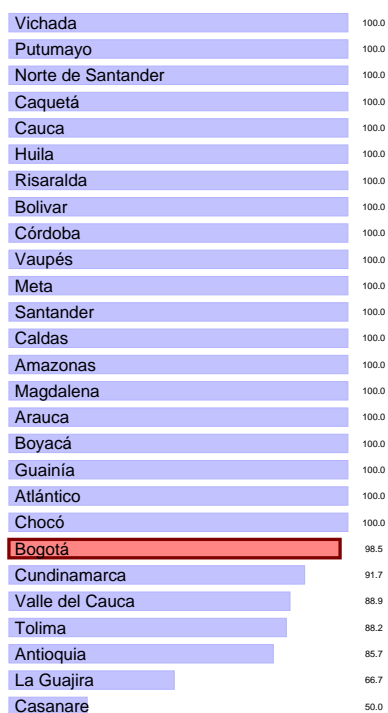 Vichada 100.0
Putumayo 100.0
Norte de Santander 100.0
Caquetá 100.0
Cauca 100.0
Huila 100.0
Risaralda 100.0
Bolivar 100.0
Córdoba 100.0
Vaupés 100.0
Meta 100.0
Santander 100.0
Caldas 100.0
Amazonas 100.0
Magdalena 100.0
Arauca 100.0
Boyacá 100.0
Guainía 100.0
Atlántico 100.0
Chocó 100.0
Bogotá 98.5
Cundinamarca 91.7
Valle del Cauca 88.9
Tolima 88.2
Antioquia 85.7
La Guajira 66.7
Casanare 50.0